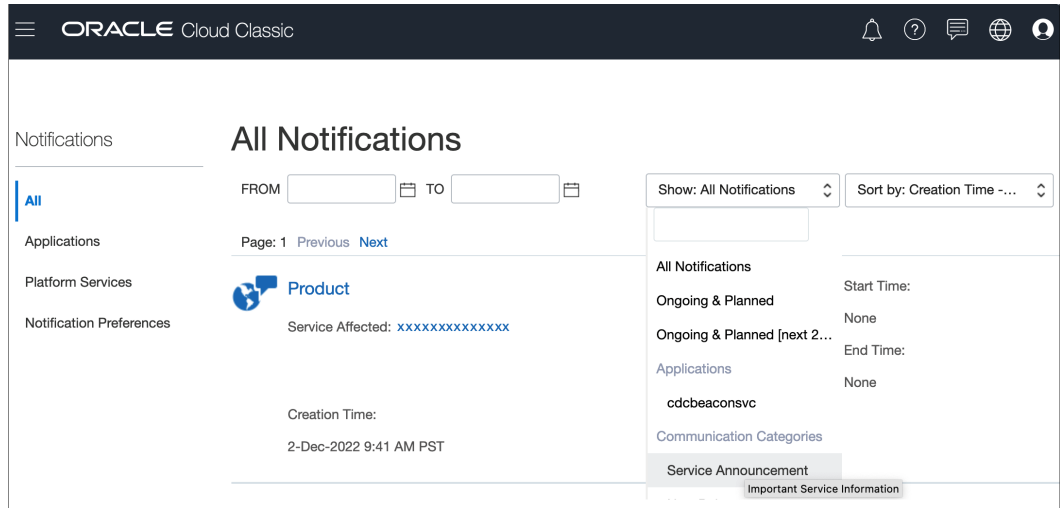 ORACLE Cloud Classic
Notifications
All
Applications
Platform Services
Notification Preferences
All Notifications
FROM TO
Show: All Notifications
Sort by: Creation Time -...
Page: 1 Previous Next
Product
Service Affected: xxxxxxxxxxxxxx
Creation Time:
2-Dec-2022 9:41 AM PST
All Notifications
Ongoing & Planned
Ongoing & Planned [next 2...
Applications
cdcbeaconsvc
Communication Categories
Service Announcement
Important Service Information
Start Time:
None
End Time:
None